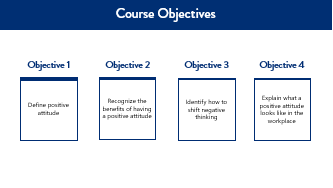 Course Objectives
Objective 1
Objective 2
Objective 3
Objective 4
Define positive
attitude
Recognize the
benefits of having
a positive attitude
Identify how to
shift negative
thinking
Explain what a
positive attitude
looks like in the
workplace